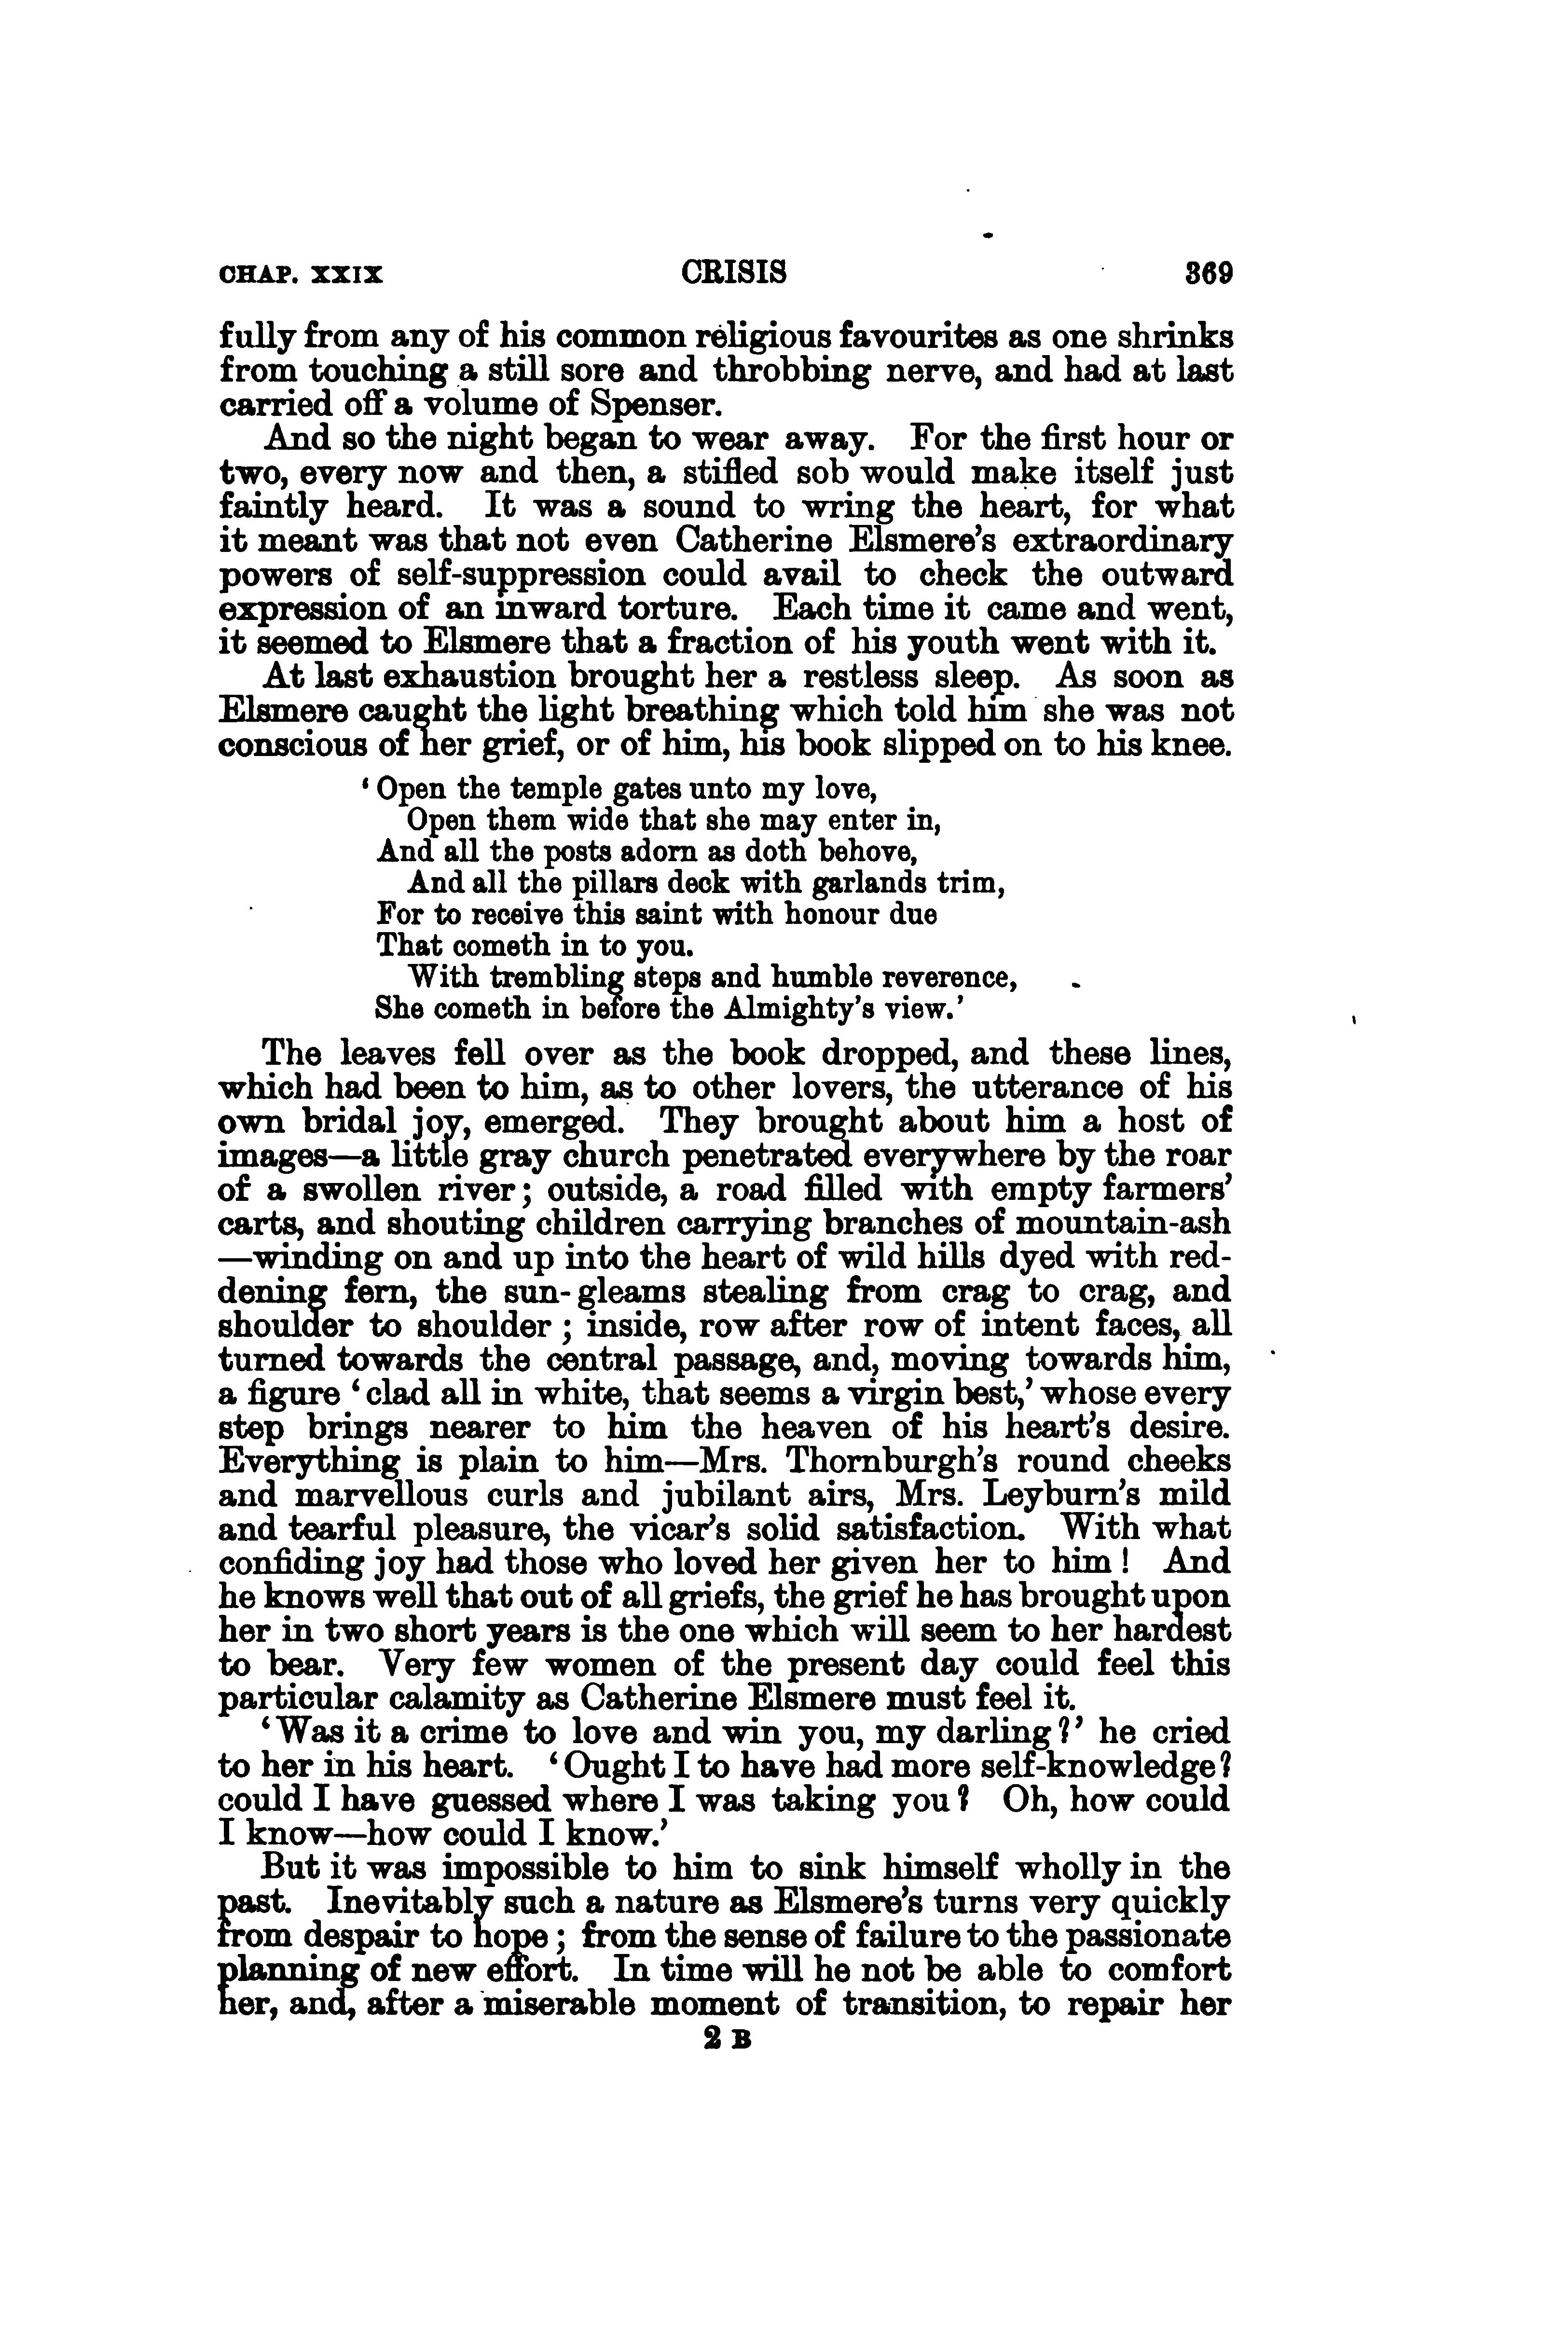 CHAP. XXIX CRISIS 369
fully from any of his common religious favourites as one shrinks
from touching a still sore and throbbing nerve, and had at last
carried off a volume of Spenser.
And so the night began to wear away. For the first hour or
two, every now and then, a stifled sob would make itself just
faintly heard. It was a sound to wring the heart, for what
it meant was that not even Catherine Elsmere's extraordinary
powers of self-suppression could avail to check the outward
expression of an inward torture. Each time it came and went,
it seemed to Elsmere that a fraction of his youth went with it.
At last exhaustion brought her a restless sleep. As soon as
Elsmere caught the light breathing which told him she was not
conscious of her grief, or of him, his book slipped on to his knee.
‘Open the temple gates unto my love,
Open them wide that she may enter in,
And all the posts adorn as doth behove,
And all the pillars deck with garlands trim,
For to receive this saint with honour due
That cometh in to you.
With trembling steps and humble reverence,
She cometh in before the Almighty's view.’
The leaves fell over as the book dropped, and these lines,
which had been to him, as to other lovers, the utterance of his
own bridal joy, emerged. They brought about him a host of
images—a little gray church penetrated everywhere by the roar
of a swollen river; outside, a road filled with empty farmers'
carts, and shouting children carrying branches of mountain-ash
—winding on and up into the heart of wild hills dyed with red-
dening fern, the sun-gleams stealing from crag to crag, and
shoulder to shoulder; inside, row after row of intent faces, all
turned towards the central passage, and, moving towards him,
a figure ‘clad all in white, that seems a virgin best,’ whose every
step brings nearer to him the heaven of his heart's desire.
Everything is plain to him—Mrs. Thornburgh's round cheeks
and marvellous curls and jubilant airs, Mrs. Leyburn's mild
and tearful pleasure, the vicar's solid satisfaction. With what
confiding joy had those who loved her given her to him! And
he knows well that out of all griefs, the grief he has brought upon
her in two short years is the one which will seem to her hardest
to bear. Very few women of the present day could feel this
particular calamity as Catherine Elsmere must feel it.
‘Was it a crime to love and win you, my darling?’ he cried
to her in his heart. ‘Ought I to have had more self-knowledge?
could I have guessed where I was taking you? Oh, how could
I know—how could I know.’
But it was impossible to him to sink himself wholly in the
past. Inevitably such a nature as Elsmere's turns very quickly
from despair to hope; from the sense of failure to the passionate
planning of new effort. In time will he not be able to comfort
her, and, after a miserable moment of transition, to repair her
2 B